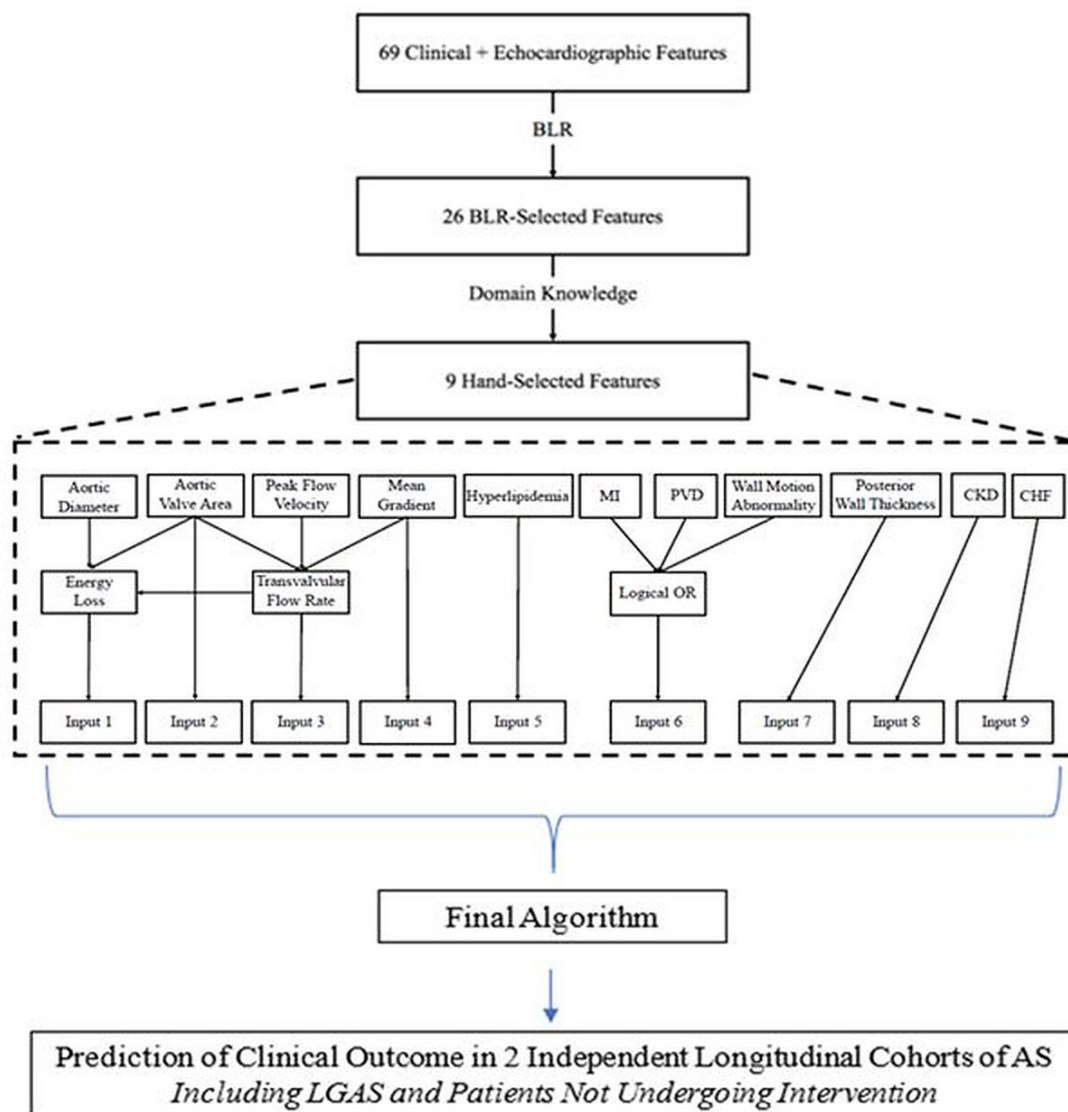 69 Clinical + Echocardiographic Features
BLR
26 BLR-Selected Features
Domain Knowledge
9 Hand-Selected Features
Aortic
Diameter
Aortic
Valve Area
Peak Flow
Velocity
Mean
Gradient
Hyperlipidemia
MI
PVD
Wall Motion
Abnormality
Posterior
Wall Thickness
CKD
CHF
Energy
Loss
Transvalvular
Flow Rate
Logical OR
Input 1
Input 2
Input 3
Input 4
Input 5
Input 6
Input 7
Input 8
Input 9
Final Algorithm
Prediction of Clinical Outcome in 2 Independent Longitudinal Cohorts of AS
Including LGAS and Patients Not Undergoing Intervention